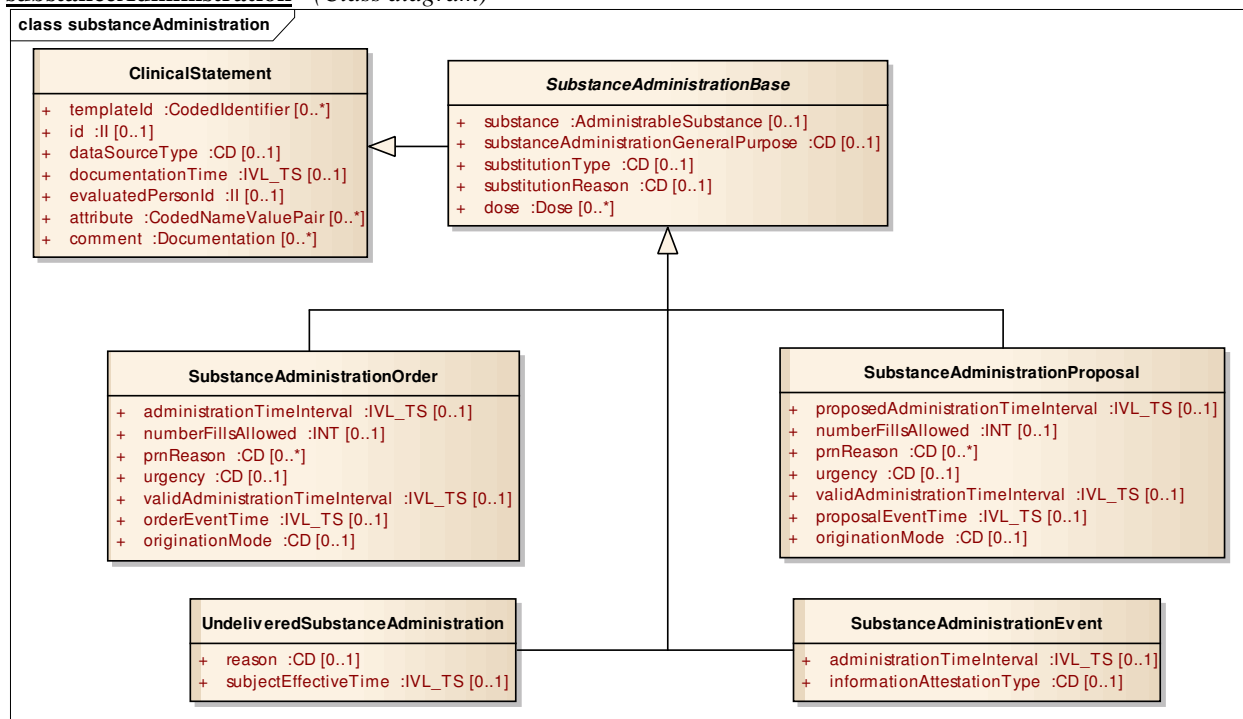 substanceAdministration (Class diagram)
class substanceAdministration
ClinicalStatement
+ templateId :CodedIdentifier [0..*]
+ id :II [0..1]
+ dataSourceType :CD [0..1]
+ documentationTime :IVL_TS [0..1]
+ evaluatedPersonId :II [0..1]
+ attribute :CodedNameValuePair [0..*]
+ comment :Documentation [0..*]
SubstanceAdministrationBase
+ substance :AdministrableSubstance [0..1]
+ substanceAdministrationGeneralPurpose :CD [0..1]
+ substitutionType :CD [0..1]
+ substitutionReason :CD [0..1]
+ dose :Dose [0..*]
SubstanceAdministrationOrder
+ administrationTimeInterval :IVL_TS [0..1]
+ numberFillsAllowed :INT [0..1]
+ prnReason :CD [0..*]
+ urgency :CD [0..1]
+ validAdministrationTimeInterval :IVL_TS [0..1]
+ orderEventTime :IVL_TS [0..1]
+ originationMode :CD [0..1]
SubstanceAdministrationProposal
+ proposedAdministrationTimeInterval :IVL_TS [0..1]
+ numberFillsAllowed :INT [0..1]
+ prnReason :CD [0..*]
+ urgency :CD [0..1]
+ validAdministrationTimeInterval :IVL_TS [0..1]
+ proposalEventTime :IVL_TS [0..1]
+ originationMode :CD [0..1]
UndeliveredSubstanceAdministration
+ reason :CD [0..1]
+ subjectEffectiveTime :IVL_TS [0..1]
SubstanceAdministrationEvent
+ administrationTimeInterval :IVL_TS [0..1]
+ informationAttestationType :CD [0..1]